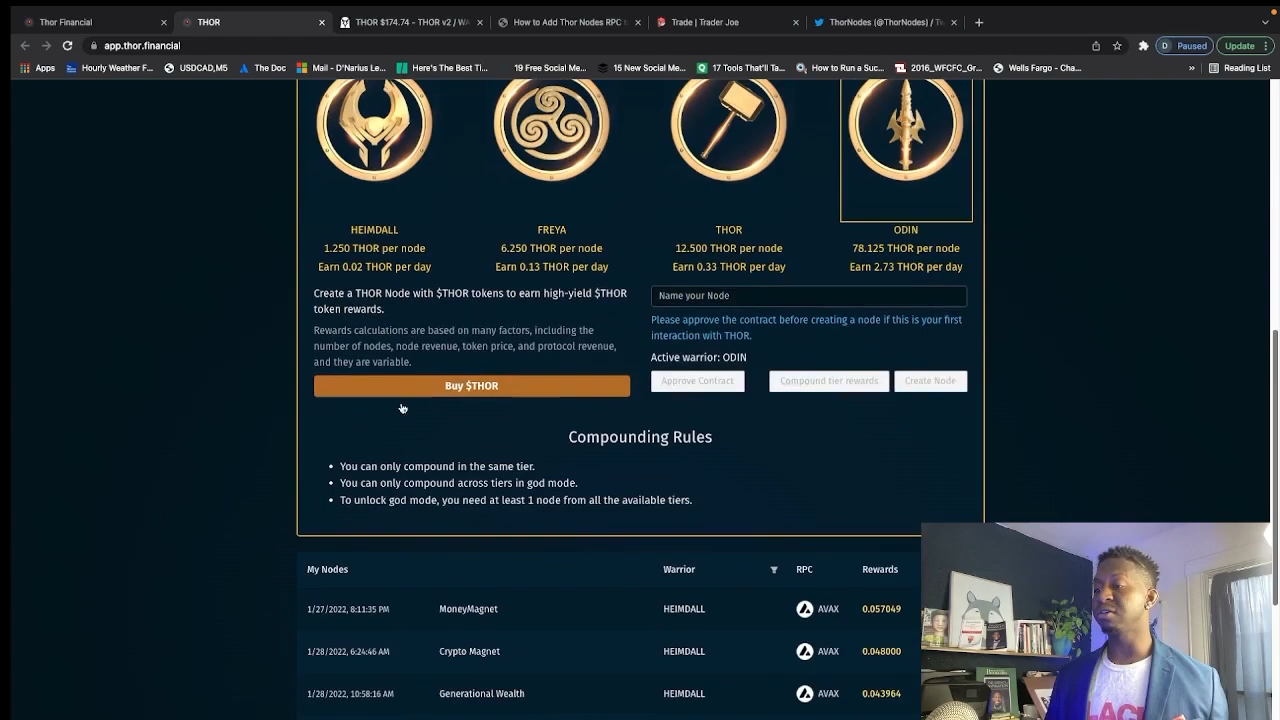 Thor Financial
THOR
THOR $174.74 - THOR v2 / WA
How to Add Thor Nodes RPC
Trade | Trader Joe
ThorNodes (@ThorNodes) / Tw
app.thor.financial
Paused
Update
Apps
Hourly Weather F...
USDCAD,M5
The Doc
Mail - D'Narius Le...
Here's The Best Ti...
19 Free Social Me...
15 New Social Me...
17 Tools That'll Ta...
How to Run a Suc...
2016_WFCFC_Gr...
Wells Fargo - Cha...
»
Reading List
HEIMDALL
1.250 THOR per node
Earn 0.02 THOR per day
FREYA
6.250 THOR per node
Earn 0.13 THOR per day
THOR
12.500 THOR per node
Earn 0.33 THOR per day
ODIN
78.125 THOR per node
Earn 2.73 THOR per day
Create a THOR Node with $THOR tokens to earn high-yield $THOR
token rewards.
Rewards calculations are based on many factors, including the
number of nodes, node revenue, token price, and protocol revenue,
and they are variable.
Buy $THOR
Name your Node
Please approve the contract before creating a node if this is your first
interaction with THOR.
Active warrior: ODIN
Approve Contract
Compound tier rewards
Create Node
Compounding Rules
• You can only compound in the same tier.
• You can only compound across tiers in god mode.
• To unlock god mode, you need at least 1 node from all the available tiers.
My Nodes Warrior RPC Rewards
1/27/2022, 8:11:35 PM MoneyMagnet HEIMDALL AVAX 0.057049
1/28/2022, 6:24:46 AM Crypto Magnet HEIMDALL AVAX 0.048000
1/28/2022, 10:58:16 AM Generational Wealth HEIMDALL AVAX 0.043964